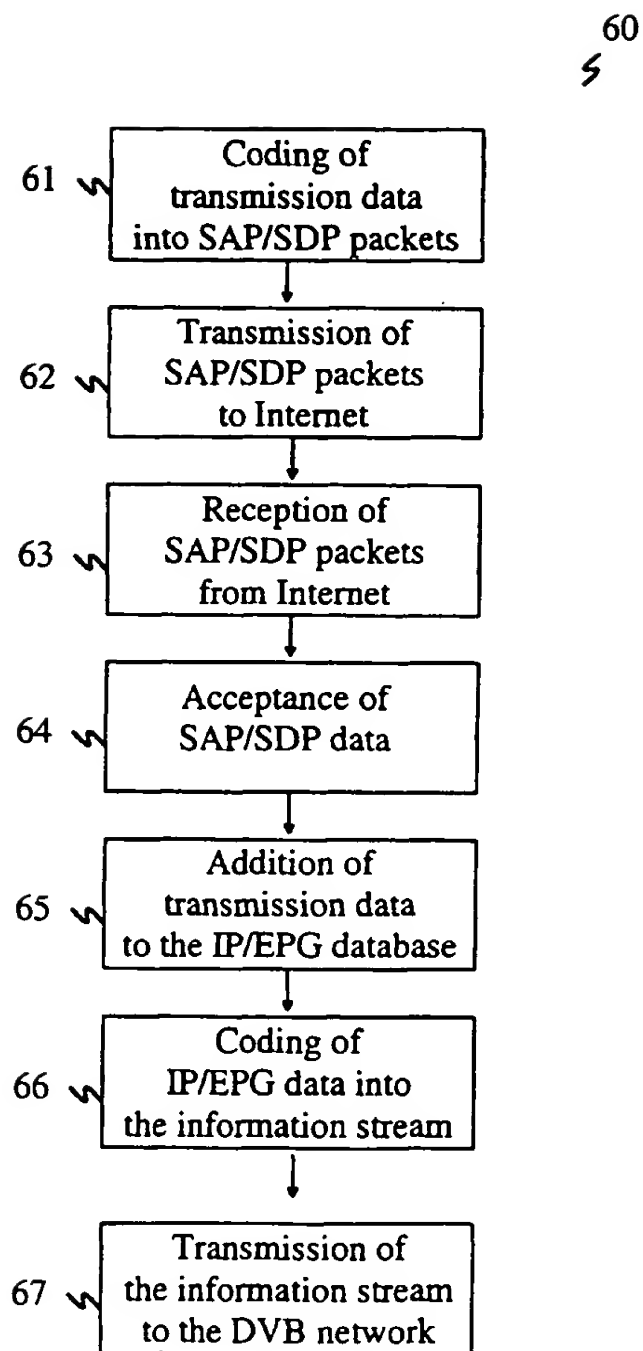 60
61
Coding of
transmission data
into SAP/SDP packets
62
Transmission of
SAP/SDP packets
to Internet
63
Reception of
SAP/SDP packets
from Internet
64
Acceptance of
SAP/SDP data
65
Addition of
transmission data
to the IP/EPG database
66
Coding of
IP/EPG data into
the information stream
67
Transmission of
the information stream
to the DVB network